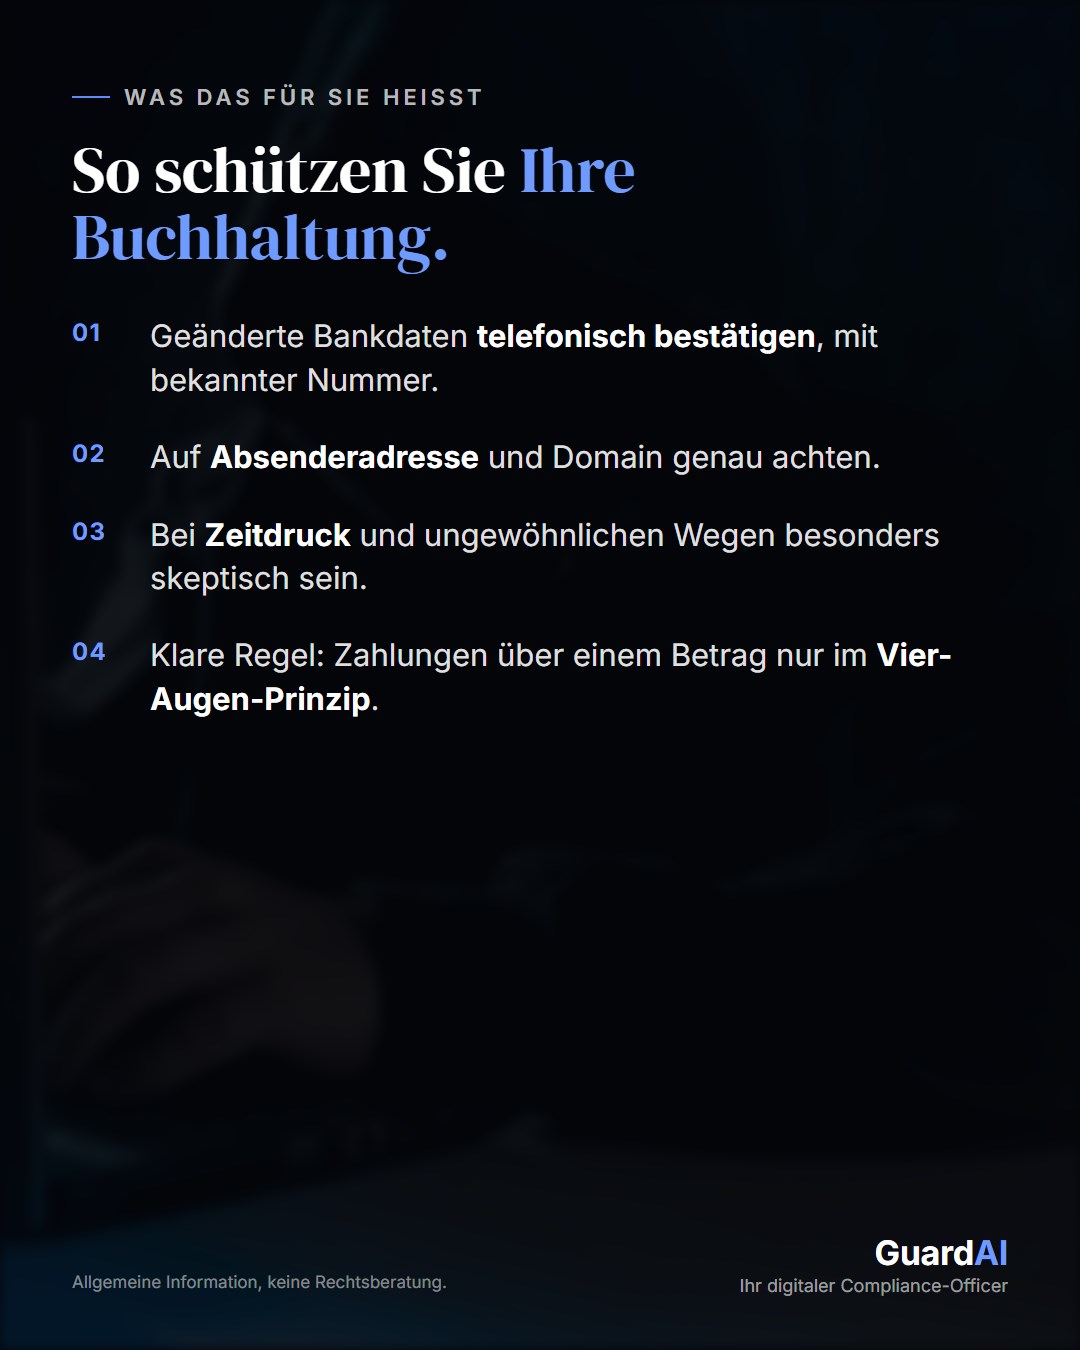 WAS DAS FÜR SIE HEISST
So schützen Sie Ihre
Buchhaltung.
01 Geänderte Bankdaten telefonisch bestätigen, mit
bekannter Nummer.
02 Auf Absenderadresse und Domain genau achten.
03 Bei Zeitdruck und ungewöhnlichen Wegen besonders
skeptisch sein.
04 Klare Regel: Zahlungen über einem Betrag nur im Vier-
Augen-Prinzip.
GuardAI
Allgemeine Information, keine Rechtsberatung.
Ihr digitaler Compliance-Officer